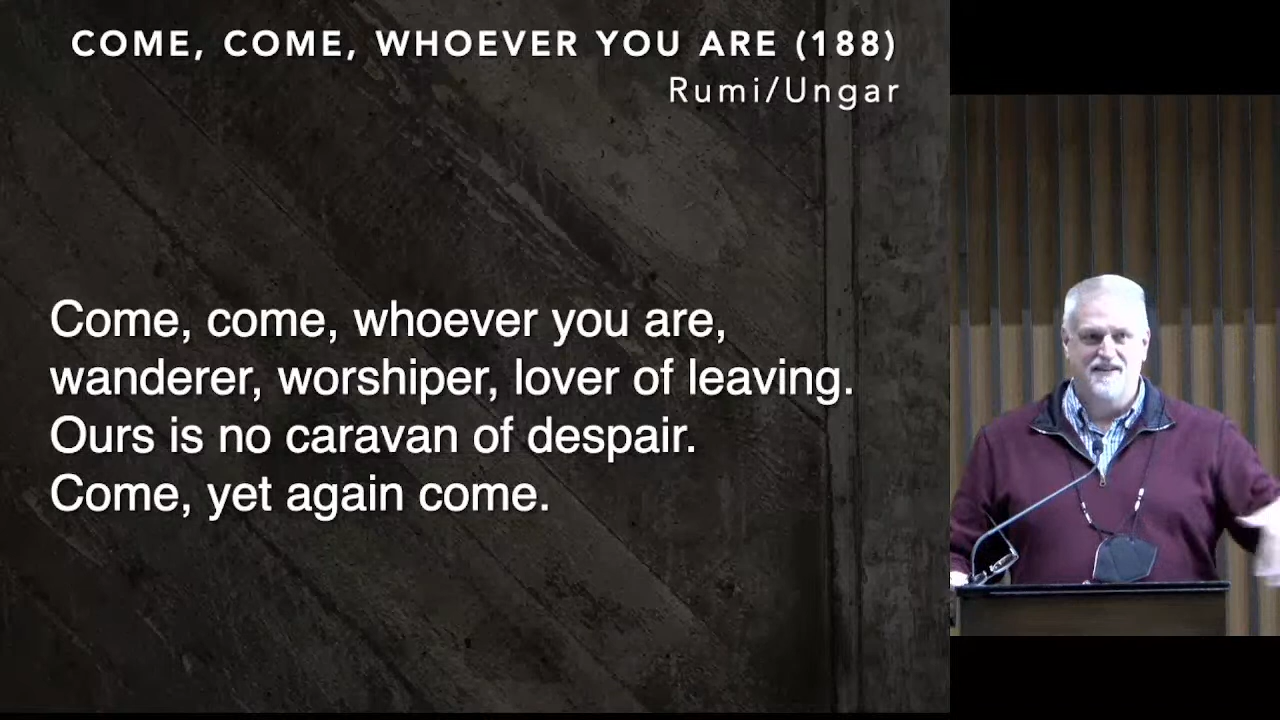 COME, COME, WHOEVER YOU ARE (188)
Rumi/Ungar
Come, come, whoever you are,
wanderer, worshiper, lover of leaving.
Ours is no caravan of despair.
Come, yet again come.